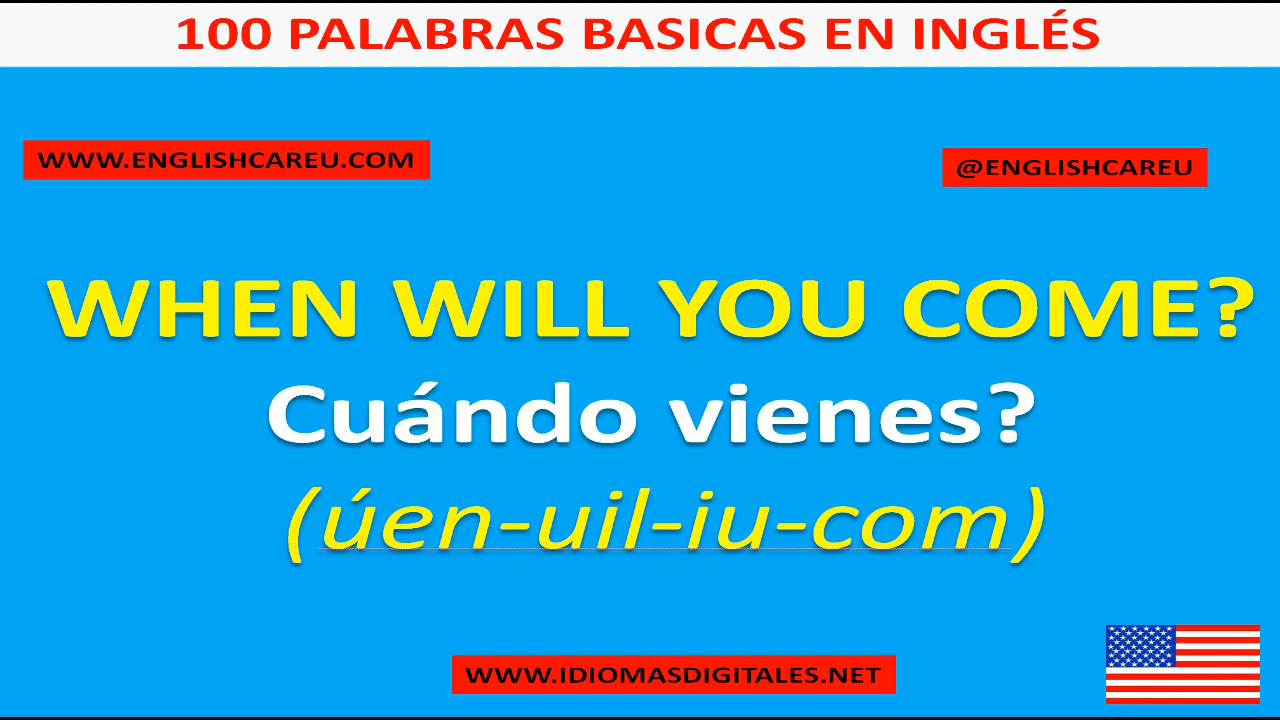 100 PALABRAS BASICAS EN INGLÉS
WWW.ENGLISHCAREU.COM
@ENGLISHCAREU
WHEN WILL YOU COME?
Cuándo vienes?
(úen-uil-iu-com)
WWW.IDIOMASDIGITALES.NET